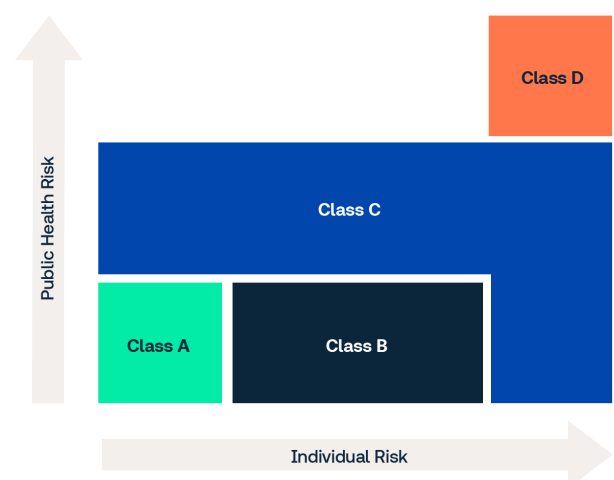 Class D
Public Health Risk
Class C
Class A
Class B
Individual Risk